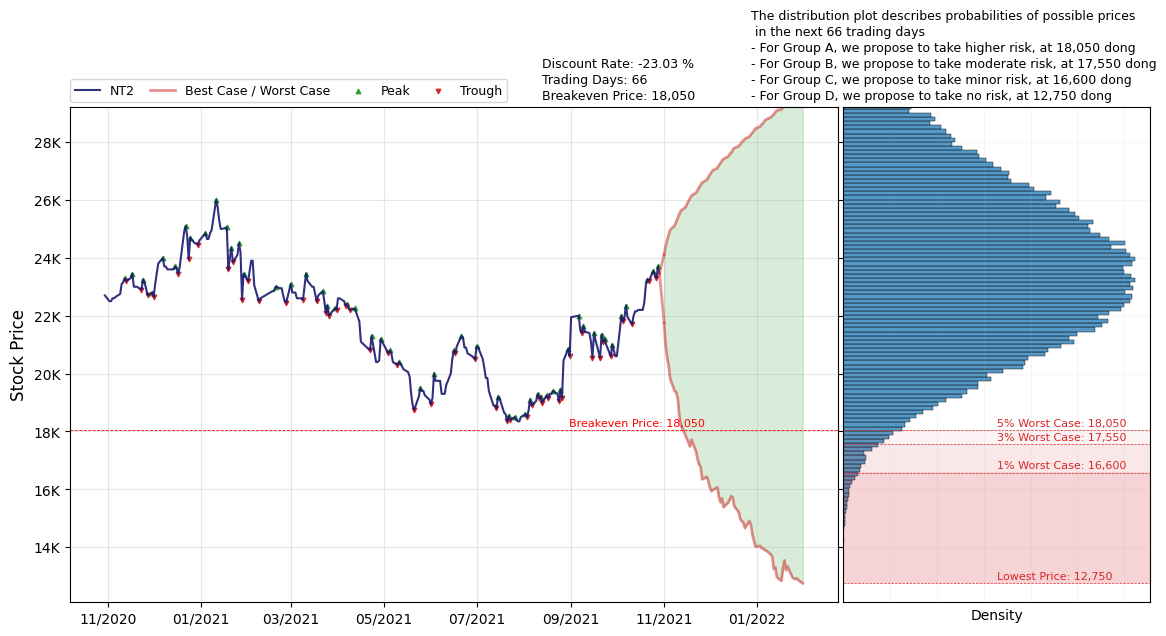 The distribution plot describes probabilities of possible prices
in the next 66 trading days
- For Group A, we propose to take higher risk, at 18,050 dong
- For Group B, we propose to take moderate risk, at 17,550 dong
- For Group C, we propose to take minor risk, at 16,600 dong
- For Group D, we propose to take no risk, at 12,750 dong
Discount Rate: -23.03 %
Trading Days: 66
Breakeven Price: 18,050
NT2 Best Case / Worst Case Peak Trough
28K
26K
24K
22K
20K
18K
16K
14K
Stock Price
Breakeven Price: 18,050
5% Worst Case: 18,050
3% Worst Case: 17,550
1% Worst Case: 16,600
Lowest Price: 12,750
11/2020 01/2021 03/2021 05/2021 07/2021 09/2021 11/2021 01/2022
Density